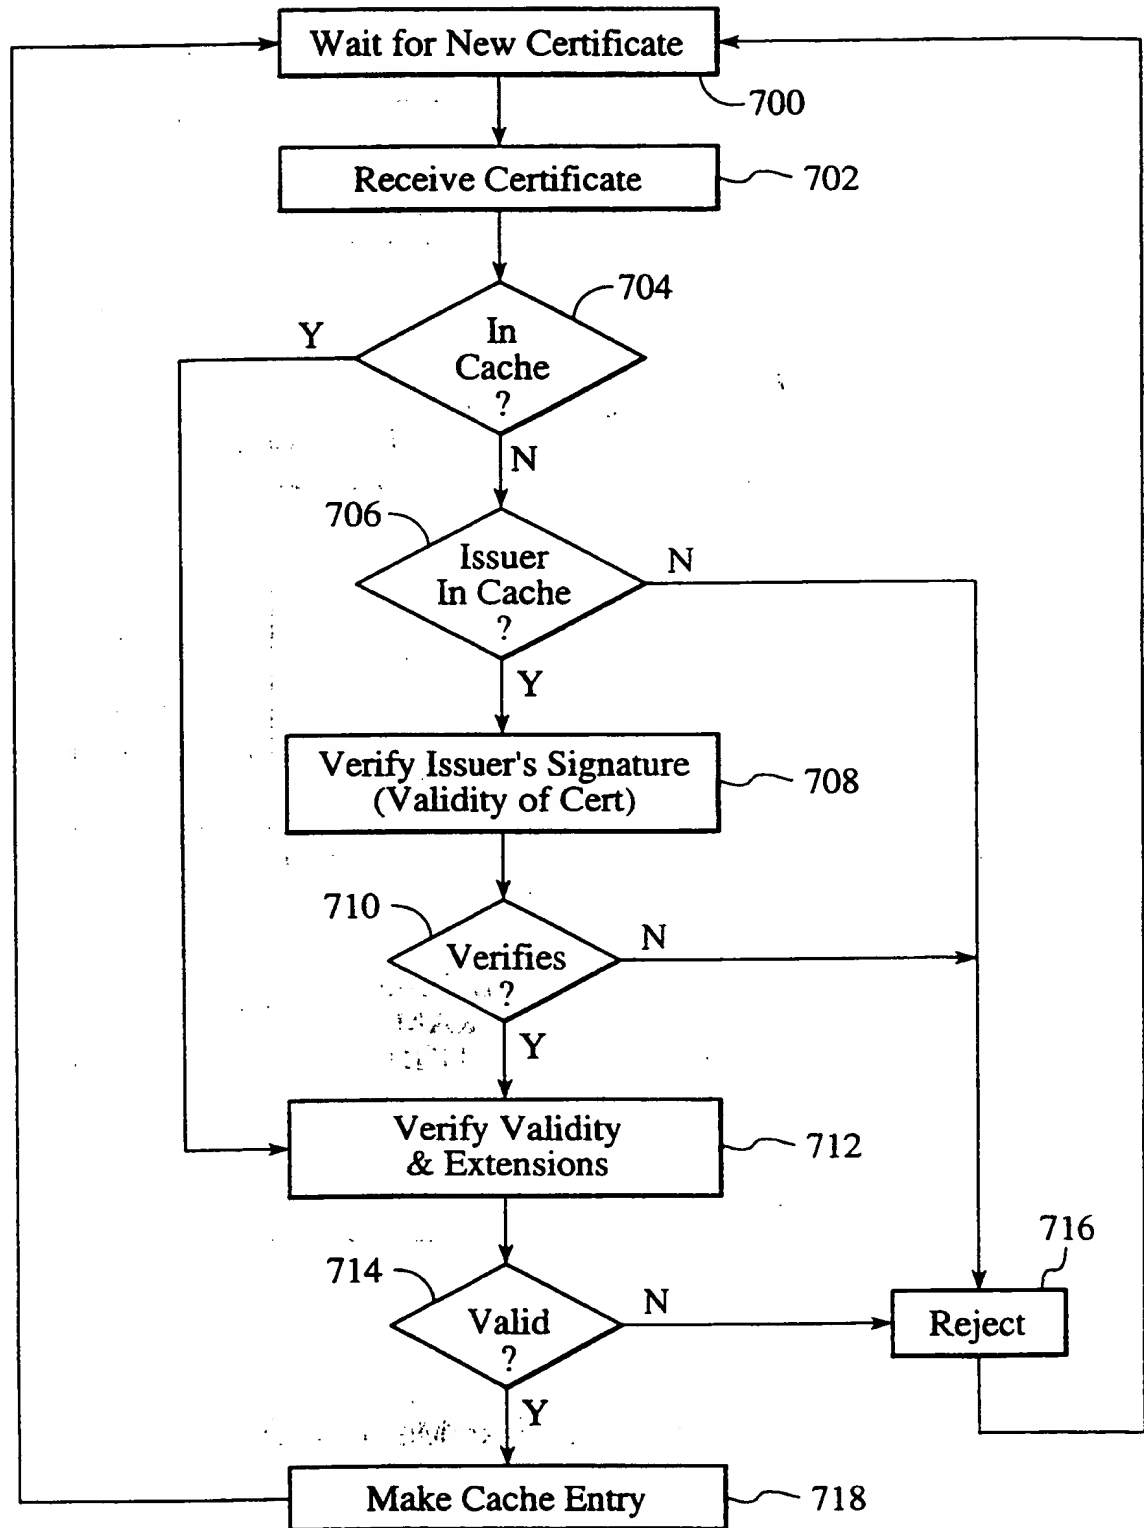 Wait for New Certificate
700
Receive Certificate
702
704
Y
In
Cache
?
N
706
Issuer
In Cache
?
N
Y
Verify Issuer's Signature
(Validity of Cert)
708
710
Verifies
?
N
Y
Verify Validity
& Extensions
712
714
Valid
?
N
716
Reject
Y
Make Cache Entry
718